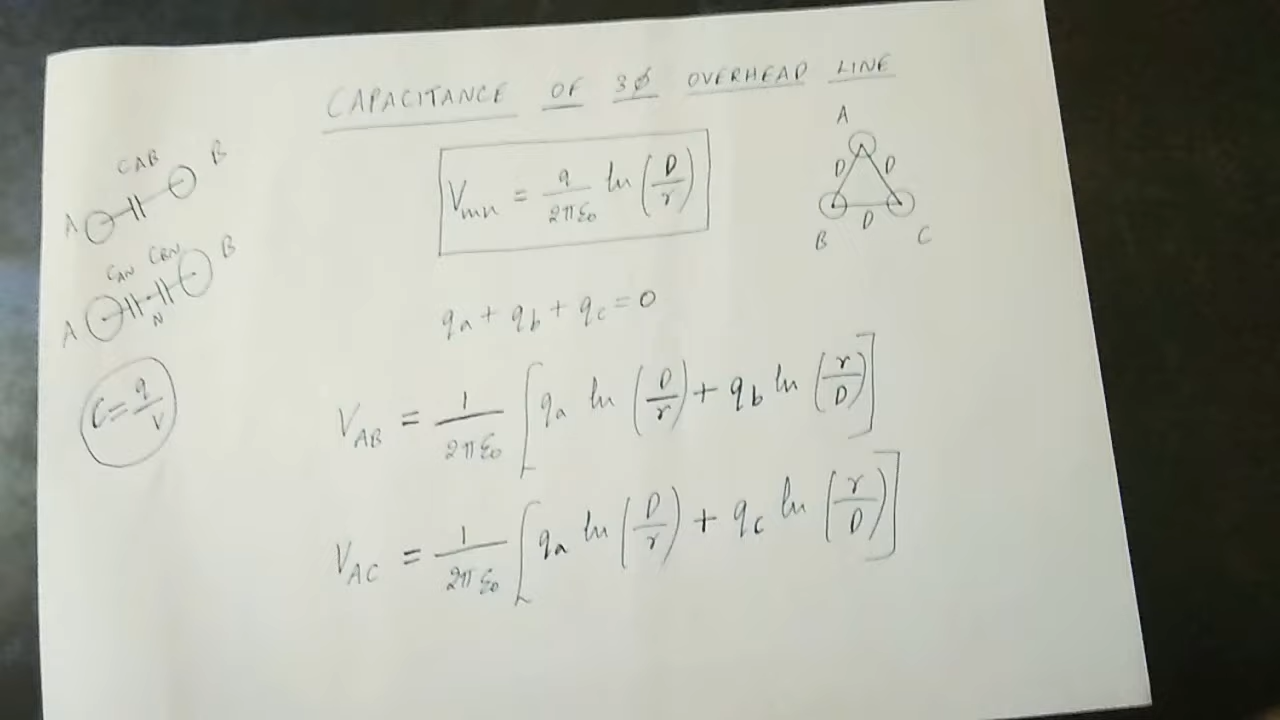 CAPACITANCE OF 3ϕ OVERHEAD LINE
CAB
A B
CAN CBN
A N B
C = q/V
Vmn = q/2πε0 ln (D/r)
A
D D
D
B C
qa + qb + qc = 0
VAB = 1/2πε0 [qa ln (D/r) + qb ln (r/D)]
VAC = 1/2πε0 [qa ln (D/r) + qc ln (r/D)]